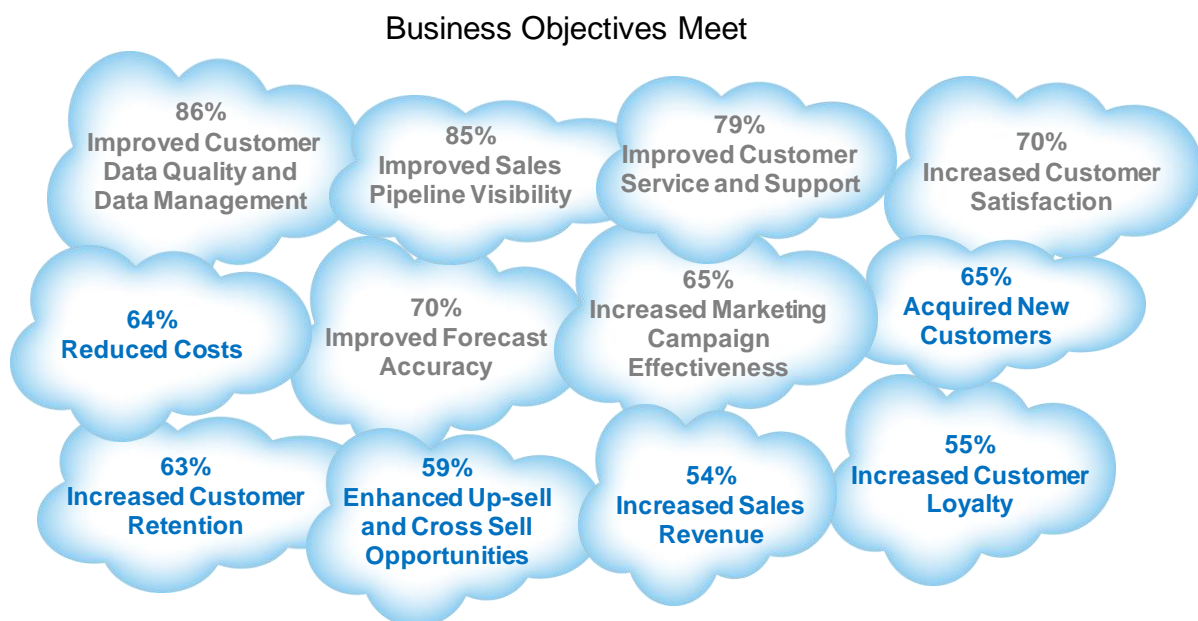 Business Objectives Meet
86%
Improved Customer
Data Quality and
Data Management
85%
Improved Sales
Pipeline Visibility
79%
Improved Customer
Service and Support
70%
Increased Customer
Satisfaction
64%
Reduced Costs
70%
Improved Forecast
Accuracy
65%
Increased Marketing
Campaign
Effectiveness
65%
Acquired New
Customers
63%
Increased Customer
Retention
59%
Enhanced Up-sell
and Cross Sell
Opportunities
54%
Increased Sales
Revenue
55%
Increased Customer
Loyalty